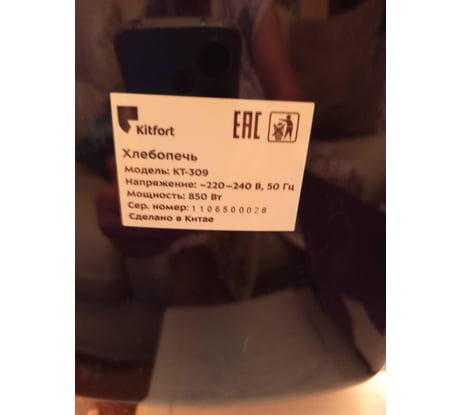 Kitfort
EAC
Хлебопечь
Модель: КТ-309
Напряжение: ~220–240 В, 50 Гц
Мощность: 850 Вт
Сер. номер: 1106500028
Сделано в Китае